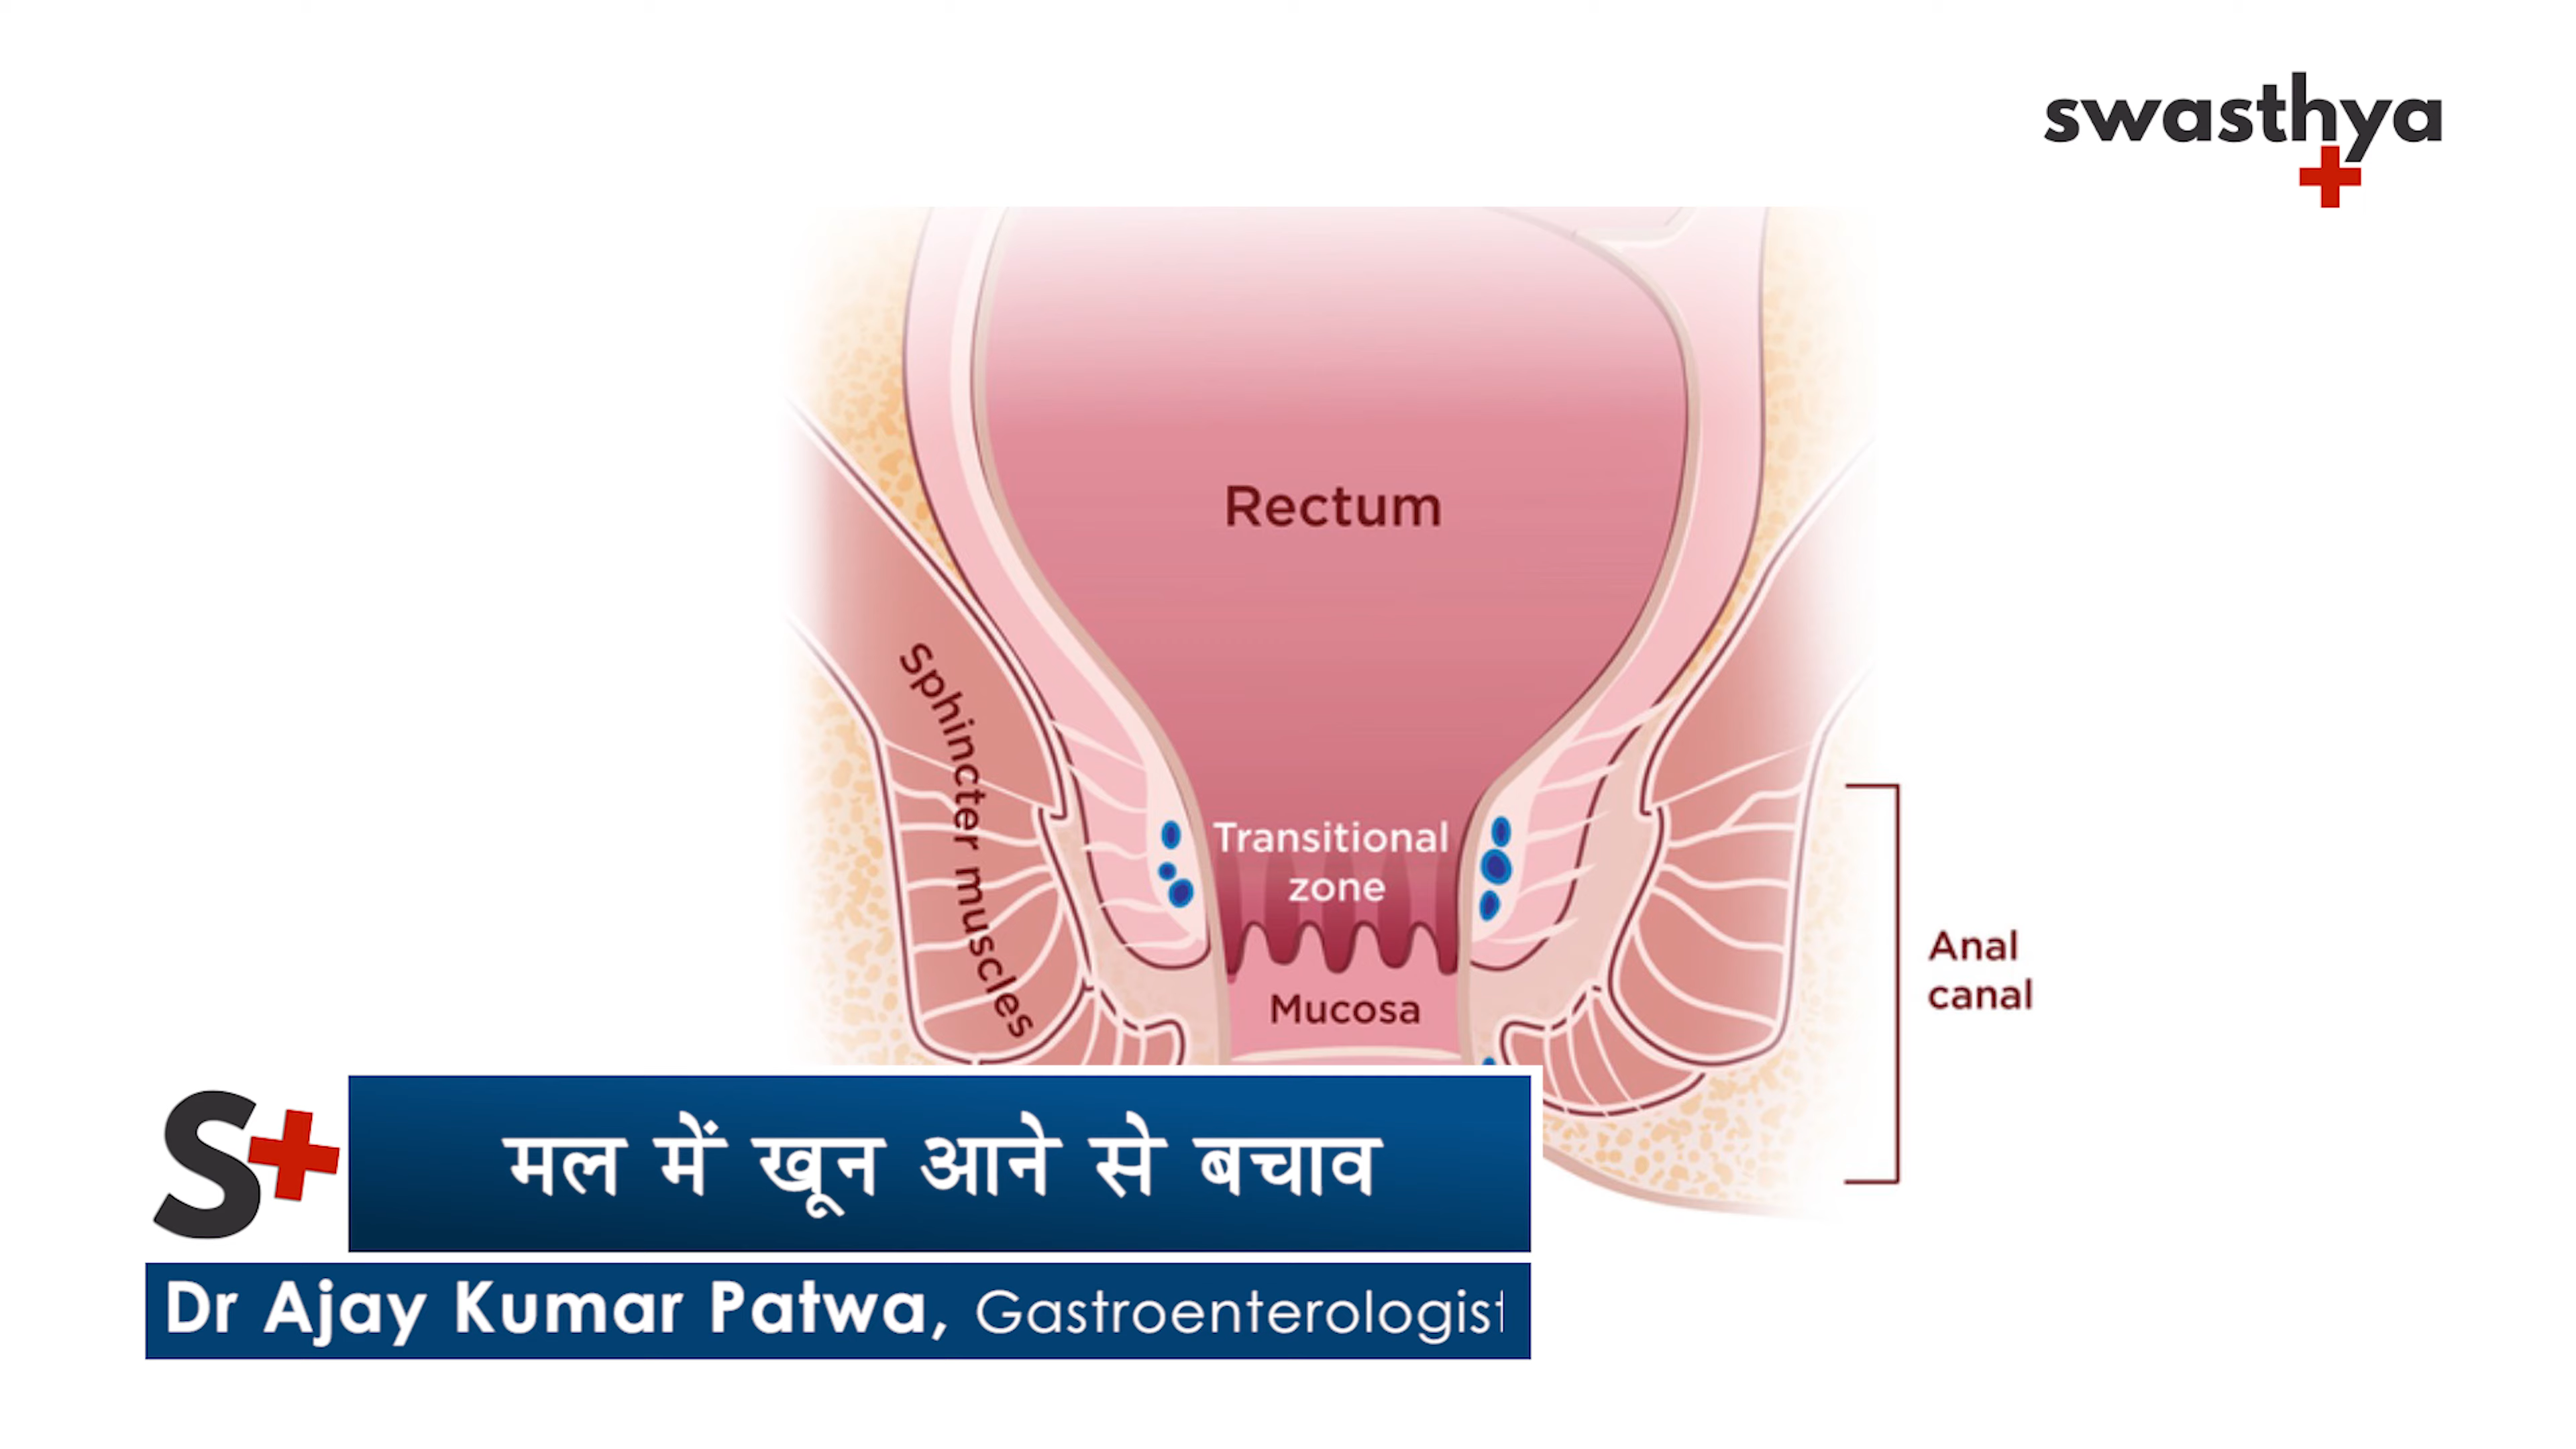 swasthya
Rectum
Sphincter muscles
Transitional
zone
Mucosa
Anal
canal
S+
मल में खून आने से बचाव
Dr Ajay Kumar Patwa, Gastroenterologist